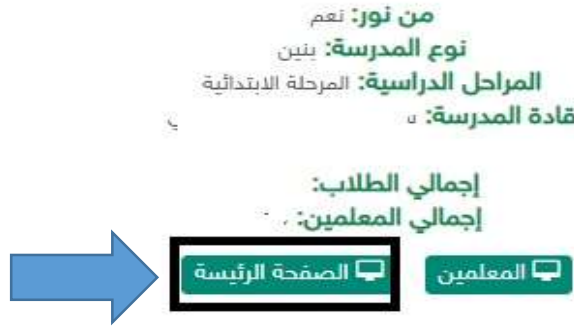 من نور: نعم
نوع المدرسة: بنين
المراحل الدراسية: المرحلة الابتدائية
قادة المدرسة:
إجمالي الطلاب:
إجمالي المعلمين:
المعلمين الصفحة الرئيسة